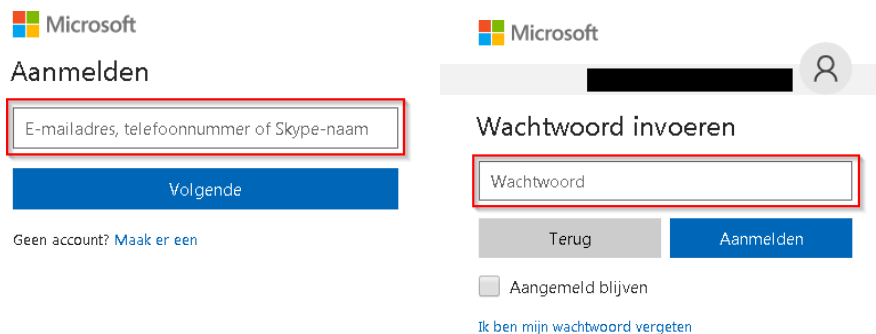 Microsoft
Aanmelden
E-mailadres, telefoonnummer of Skype-naam
Volgende
Geen account? Maak er een
Microsoft
Wachtwoord invoeren
Wachtwoord
Terug
Aanmelden
Aangemeld blijven
Ik ben mijn wachtwoord vergeten